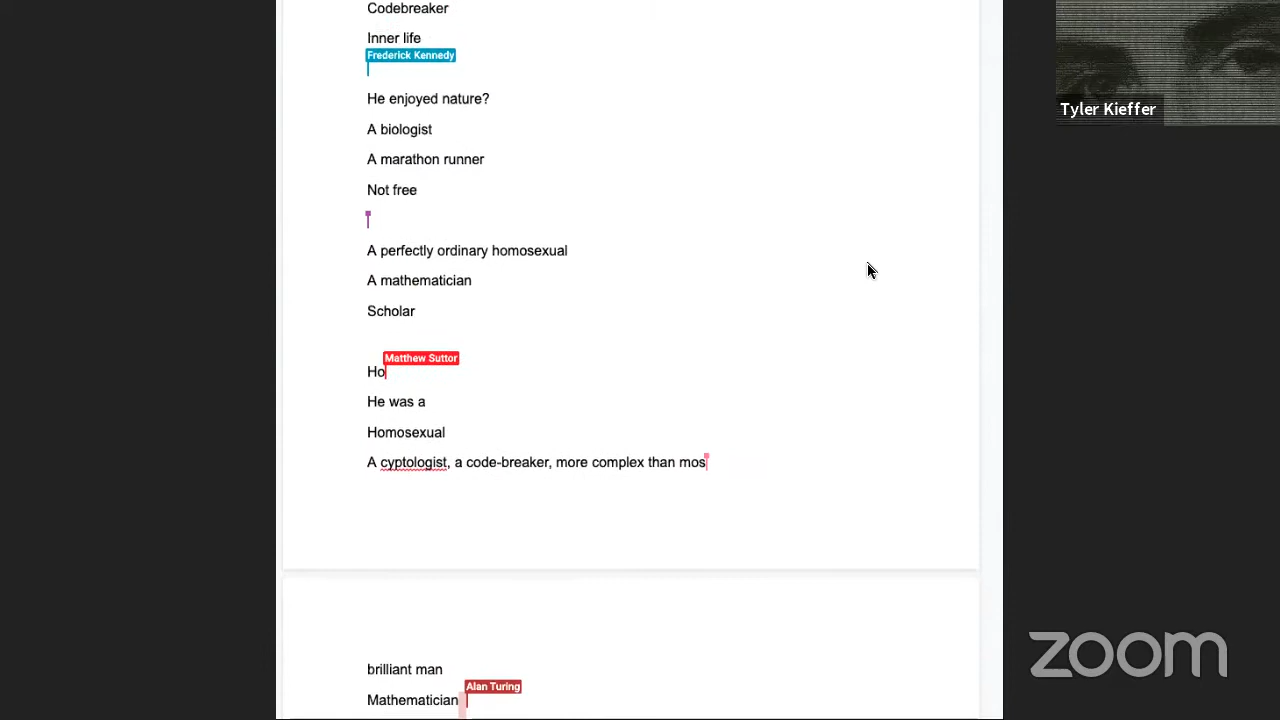 Codebreaker
Inner life
Frederick Kennedy
He enjoyed nature?
A biologist
A marathon runner
Not free
A perfectly ordinary homosexual
A mathematician
Scholar
Matthew Suttor
Ho
He was a
Homosexual
A cyptologist, a code-breaker, more complex than mos
brilliant man
Alan Turing
Mathematician
Tyler Kieffer
zoom